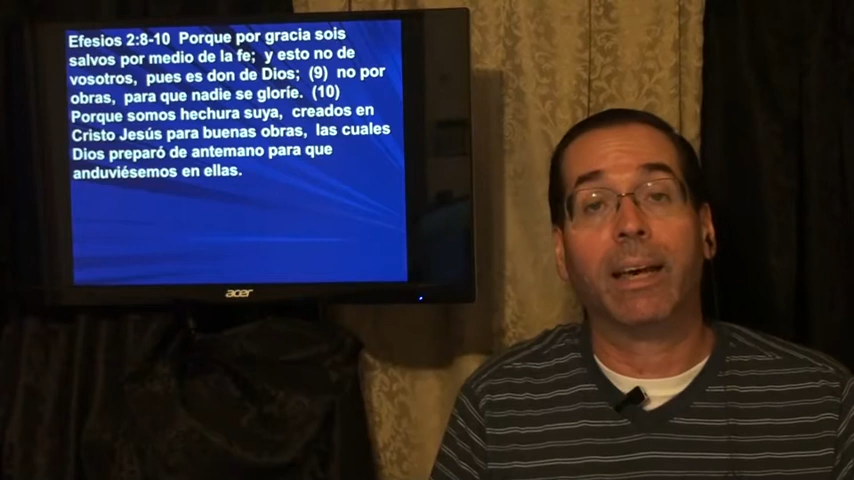 Efesios 2:8-10 Porque por gracia sois
salvos por medio de la fe; y esto no de
vosotros, pues es don de Dios; (9) no por
obras, para que nadie se gloríe. (10)
Porque somos hechura suya, creados en
Cristo Jesús para buenas obras, las cuales
Dios preparó de antemano para que
anduviésemos en ellas.
acer